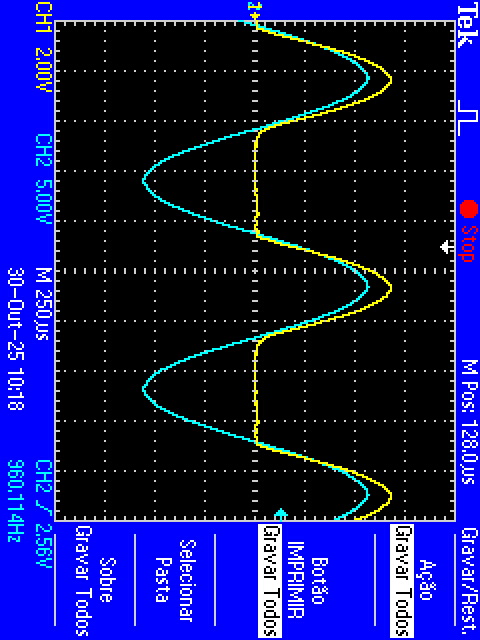 Tek Stop M Pos: 128.0µs Gravar/Rest.
Ação
Gravar Todos
Botão
IMPRIMIR
Gravar Todos
Selecionar
Pasta
Sobre
Gravar Todos
CH1 2.00V CH2 5.00V M 250µs CH2 2.56V
30-Out-25 10:18 960.114Hz